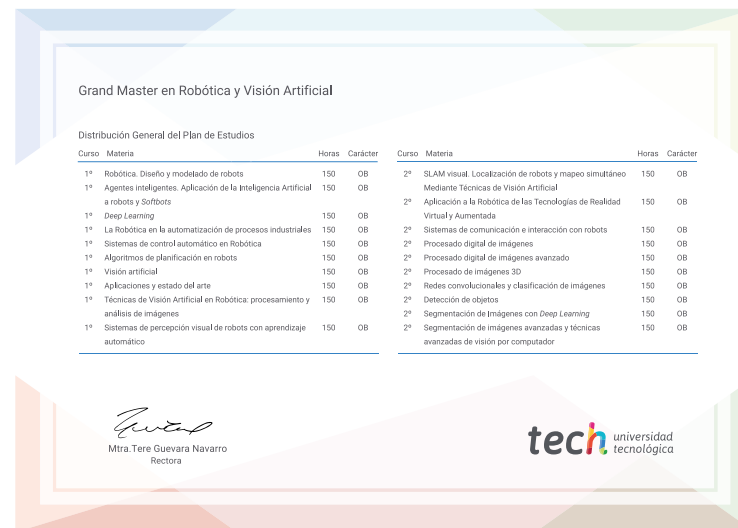 Grand Master en Robótica y Visión Artificial
Distribución General del Plan de Estudios
Curso Materia Horas Carácter
1º Robótica. Diseño y modelado de robots 150 OB
1º Agentes inteligentes. Aplicación de la Inteligencia Artificial 150 OB
a robots y Softbots
1º Deep Learning 150 OB
1º La Robótica en la automatización de procesos industriales 150 OB
1º Sistemas de control automático en Robótica 150 OB
1º Algoritmos de planificación en robots 150 OB
1º Visión artificial 150 OB
1º Aplicaciones y estado del arte 150 OB
1º Técnicas de Visión Artificial en Robótica: procesamiento y 150 OB
análisis de imágenes
1º Sistemas de percepción visual de robots con aprendizaje 150 OB
automático
Curso Materia Horas Carácter
2º SLAM visual. Localización de robots y mapeo simultáneo 150 OB
Mediante Técnicas de Visión Artificial
2º Aplicación a la Robótica de las Tecnologías de Realidad 150 OB
Virtual y Aumentada
2º Sistemas de comunicación e interacción con robots 150 OB
2º Procesado digital de imágenes 150 OB
2º Procesado digital de imágenes avanzado 150 OB
2º Procesado de imágenes 3D 150 OB
2º Redes convolucionales y clasificación de imágenes 150 OB
2º Detección de objetos 150 OB
2º Segmentación de Imágenes con Deep Learning 150 OB
2º Segmentación de imágenes avanzadas y técnicas 150 OB
avanzadas de visión por computador
Mtra.Tere Guevara Navarro
Rectora
tech universidad
tecnológica